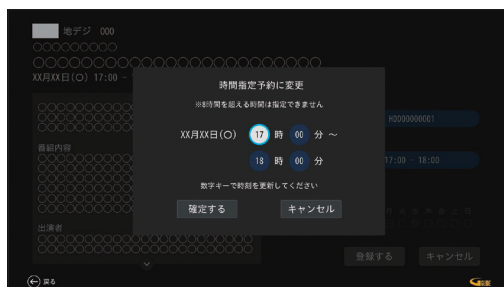 地デジ 000
○○○○○○○○○
○○○○○○○○○○○○○○○○○○○○○○○○○○○○
XX月XX日(○) 17:00 -
時間指定予約に変更
※8時間を超える時間は指定できません
XX月XX日(○) 17 時 00 分 ～
18 時 00 分
数字キーで時刻を更新してください
確定する キャンセル
番組内容
出演者
H0000000001
17:00 - 18:00
登録する キャンセル
戻る